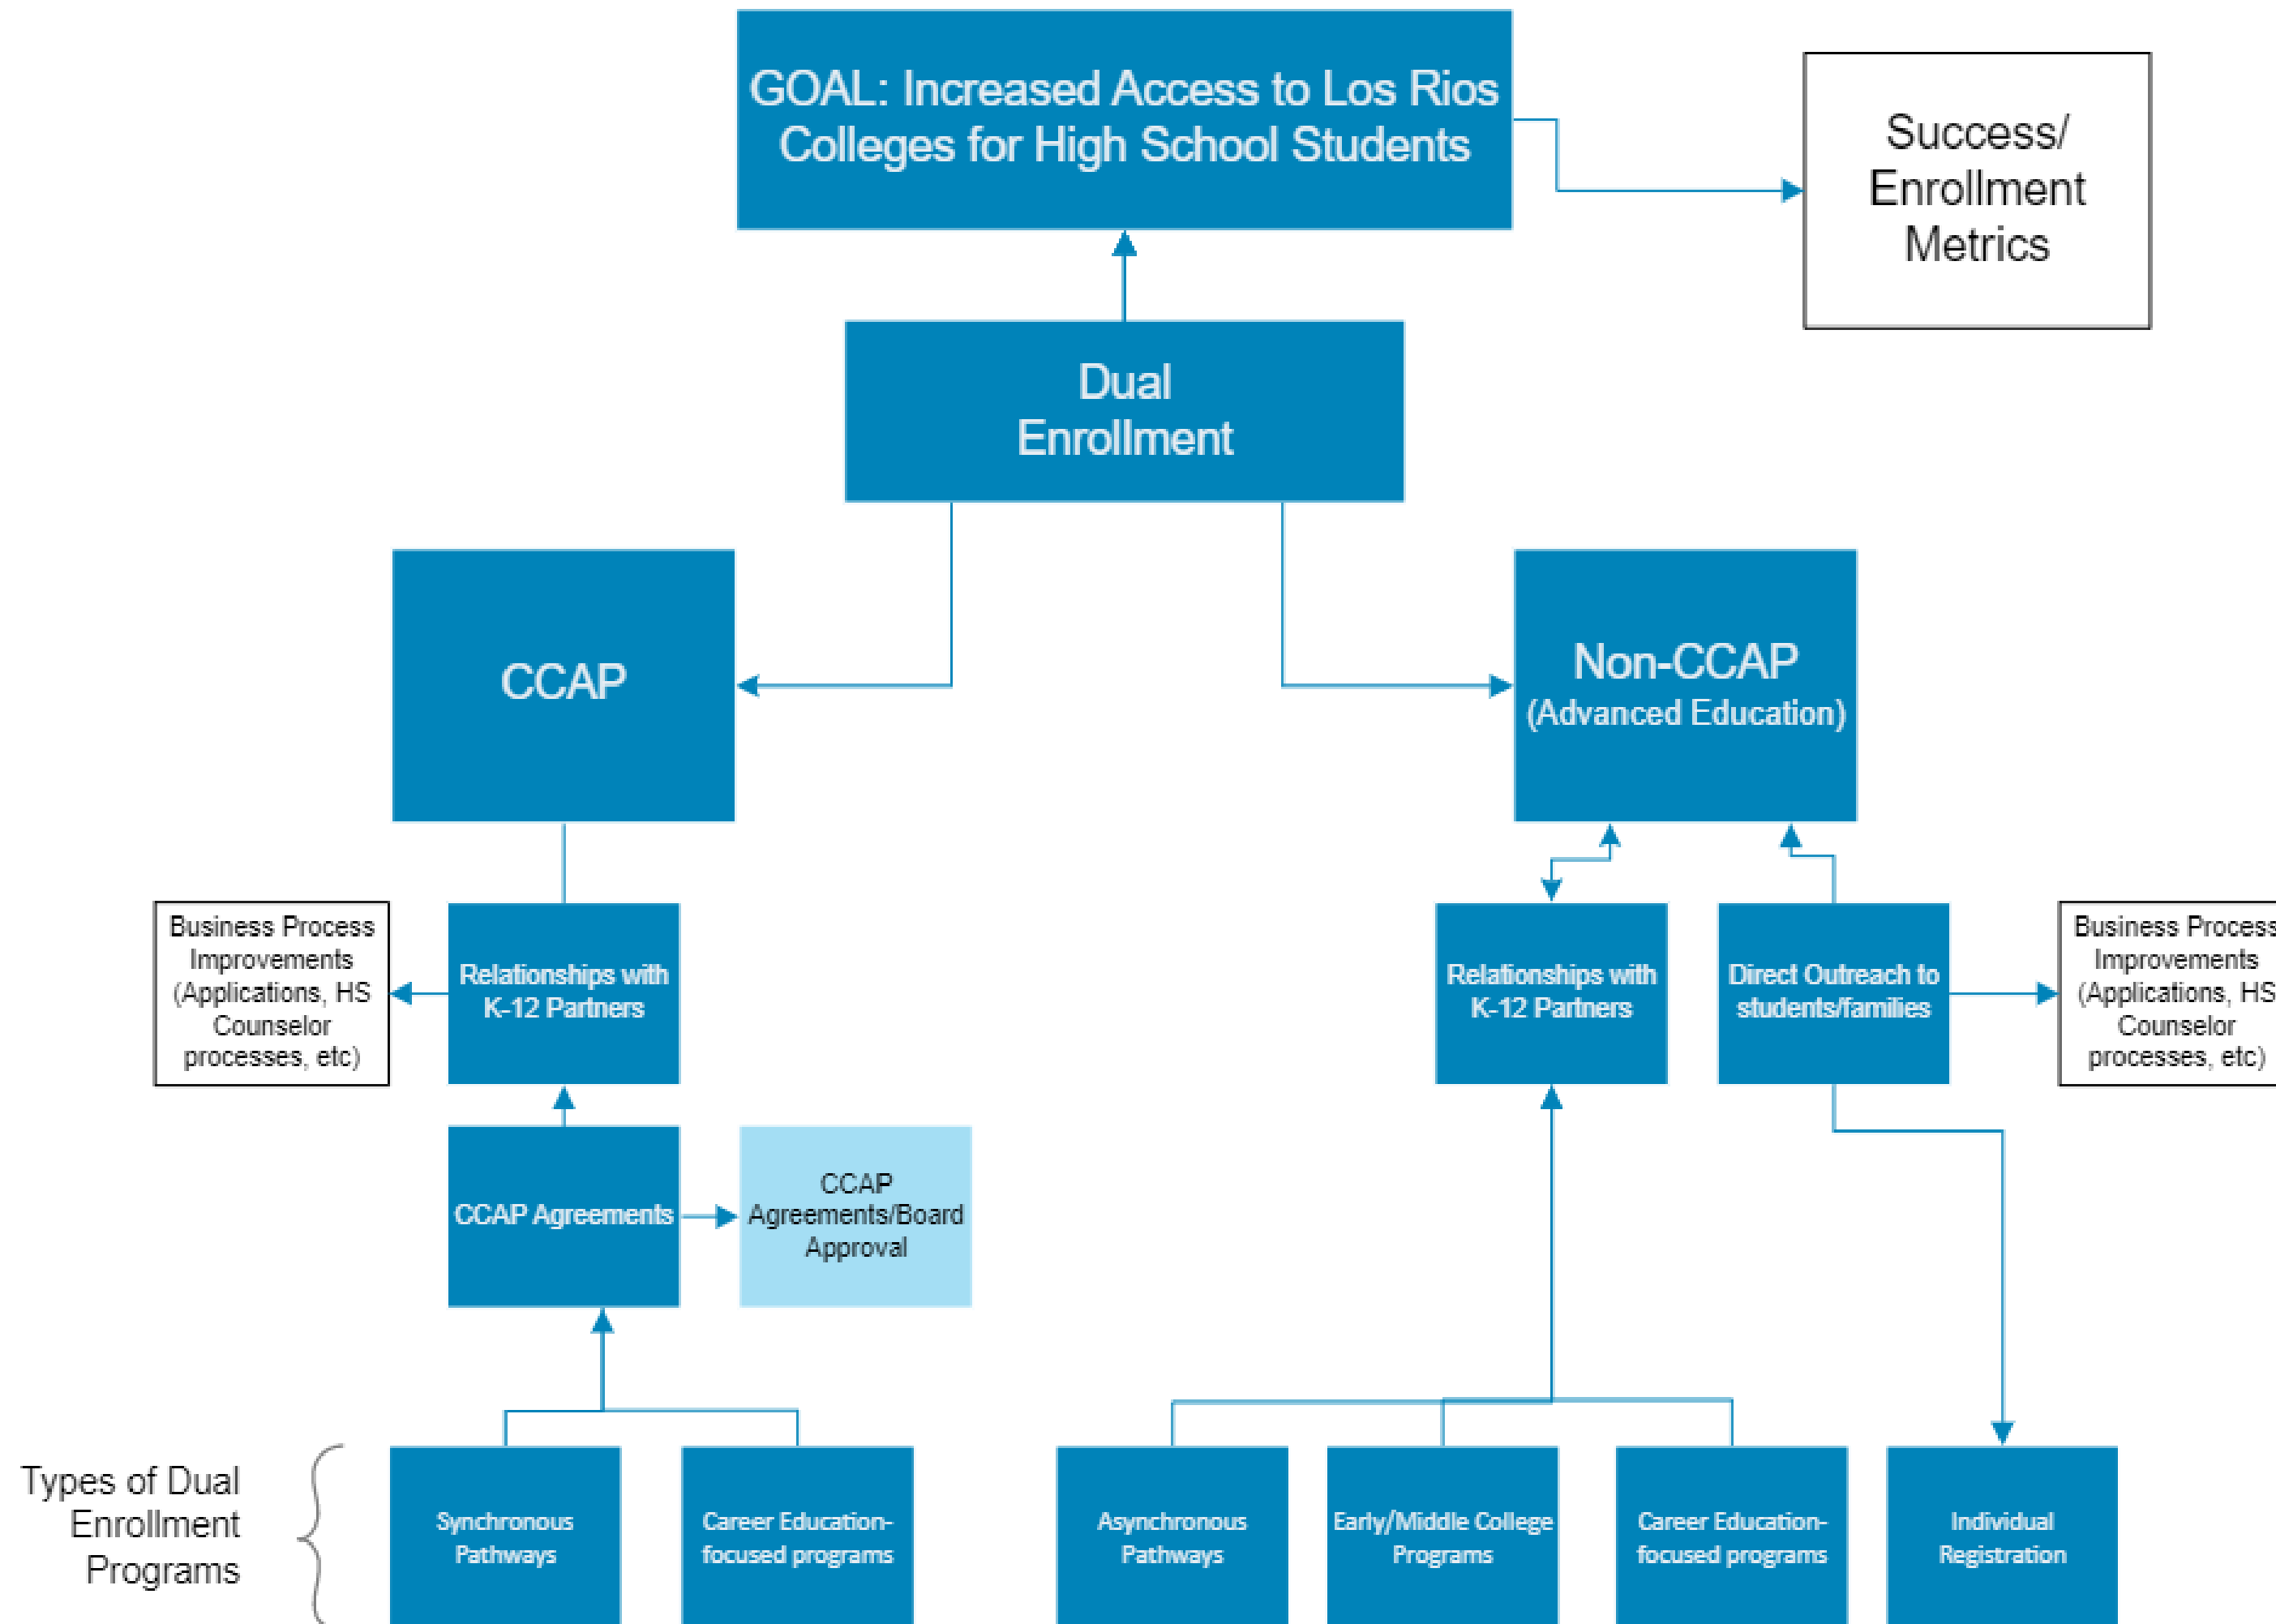 GOAL: Increased Access to Los Rios
Colleges for High School Students
Success/
Enrollment
Metrics
Dual
Enrollment
CCAP
Non-CCAP
(Advanced Education)
Business Process
Improvements
(Applications, HS
Counselor
processes, etc)
Relationships with
K-12 Partners
Relationships with
K-12 Partners
Direct Outreach to
students/families
Business Process
Improvements
(Applications, HS
Counselor
processes, etc)
CCAP Agreements
CCAP
Agreements/Board
Approval
Types of Dual
Enrollment
Programs
Synchronous
Pathways
Career Education-
focused programs
Asynchronous
Pathways
Early/Middle College
Programs
Career Education-
focused programs
Individual
Registration